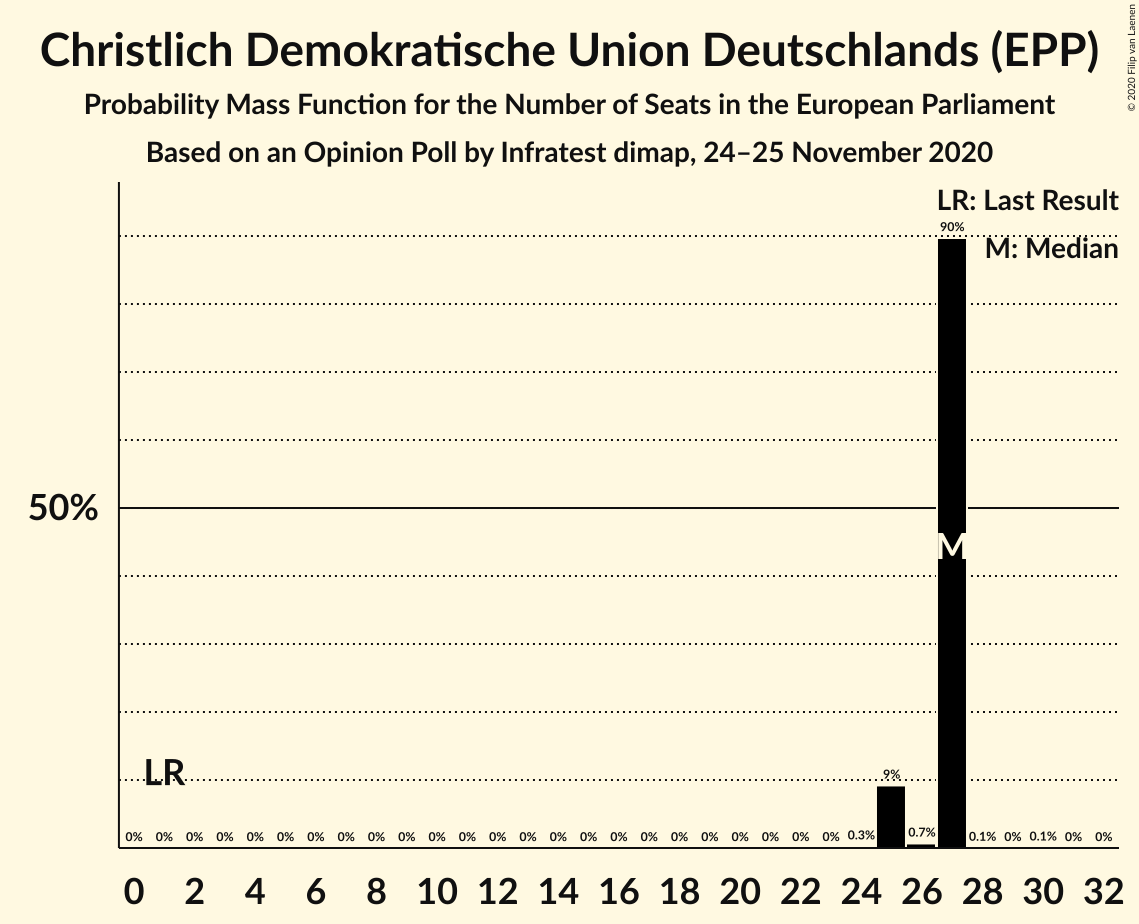 Christlich Demokratische Union Deutschlands (EPP)
Probability Mass Function for the Number of Seats in the European Parliament
Based on an Opinion Poll by Infratest dimap, 24–25 November 2020
© 2020 Filip van Laenen
LR: Last Result
M: Median
90%
50%
M
LR
9%
0% 0% 0% 0% 0% 0% 0% 0% 0% 0% 0% 0% 0% 0% 0% 0% 0% 0% 0% 0% 0% 0% 0% 0% 0.3% 0.7% 0.1% 0% 0.1% 0% 0%
0 2 4 6 8 10 12 14 16 18 20 22 24 26 28 30 32